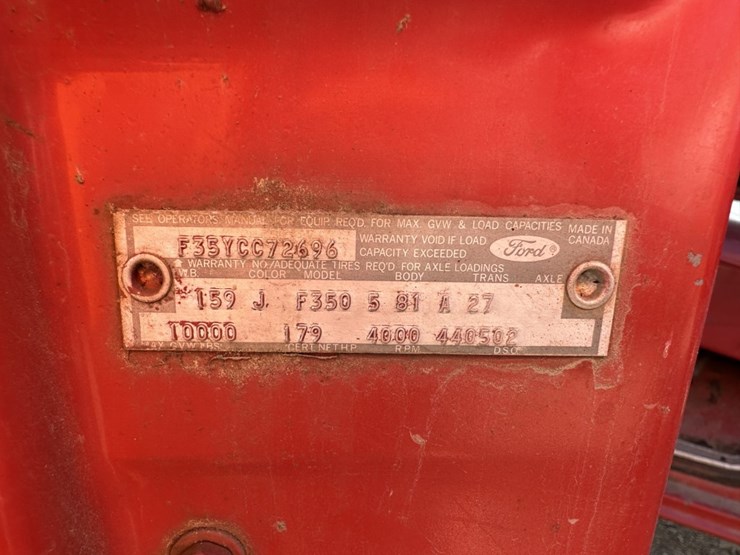 SEE OPERATORS MANUAL FOR EQUIP REQ'D FOR MAX GVW & LOAD CAPACITIES MADE IN CANADA
F35YCC72696
WARRANTY VOID IF LOAD CAPACITY EXCEEDED
Ford
WARRANTY NO/ADEQUATE TIRES REQ'D FOR AXLE LOADINGS
W.B. COLOR MODEL BODY TRANS AXLE
159 J F350 5 81 A 27
10000 179 4000 440502
GVW LBS CERT NET H.P. RPM D.S.O.